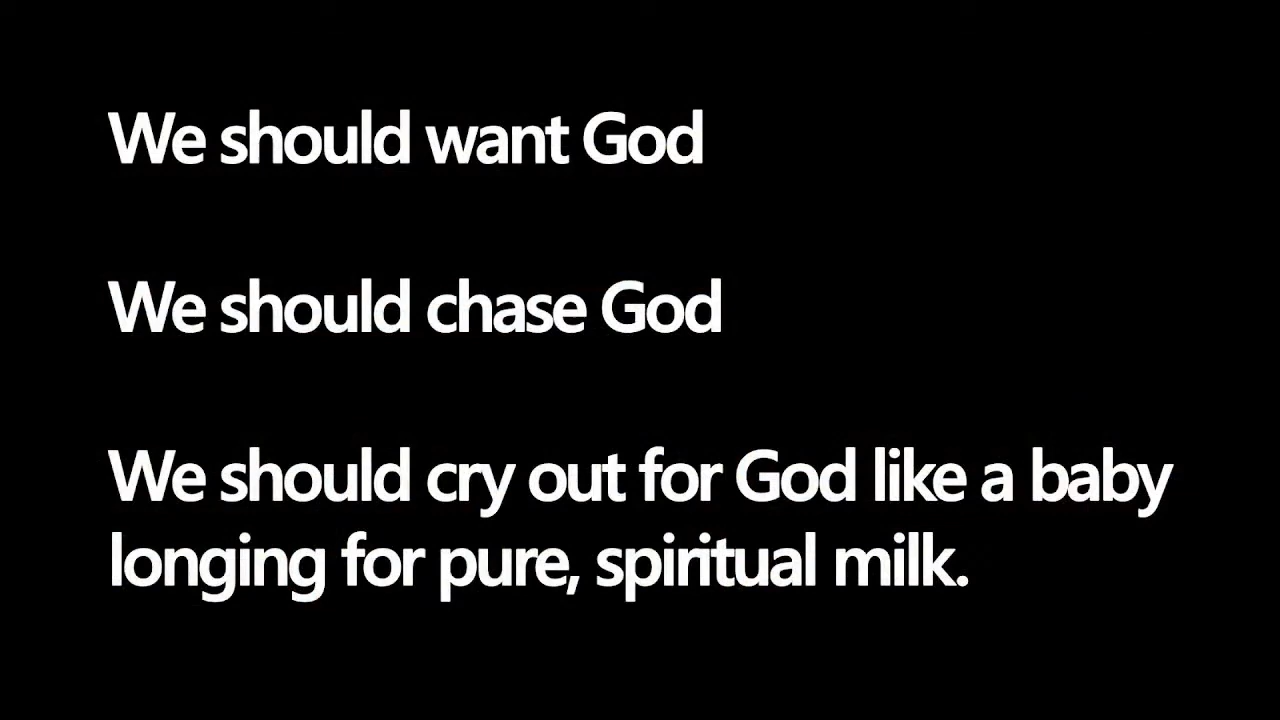 We should want God
We should chase God
We should cry out for God like a baby
longing for pure, spiritual milk.